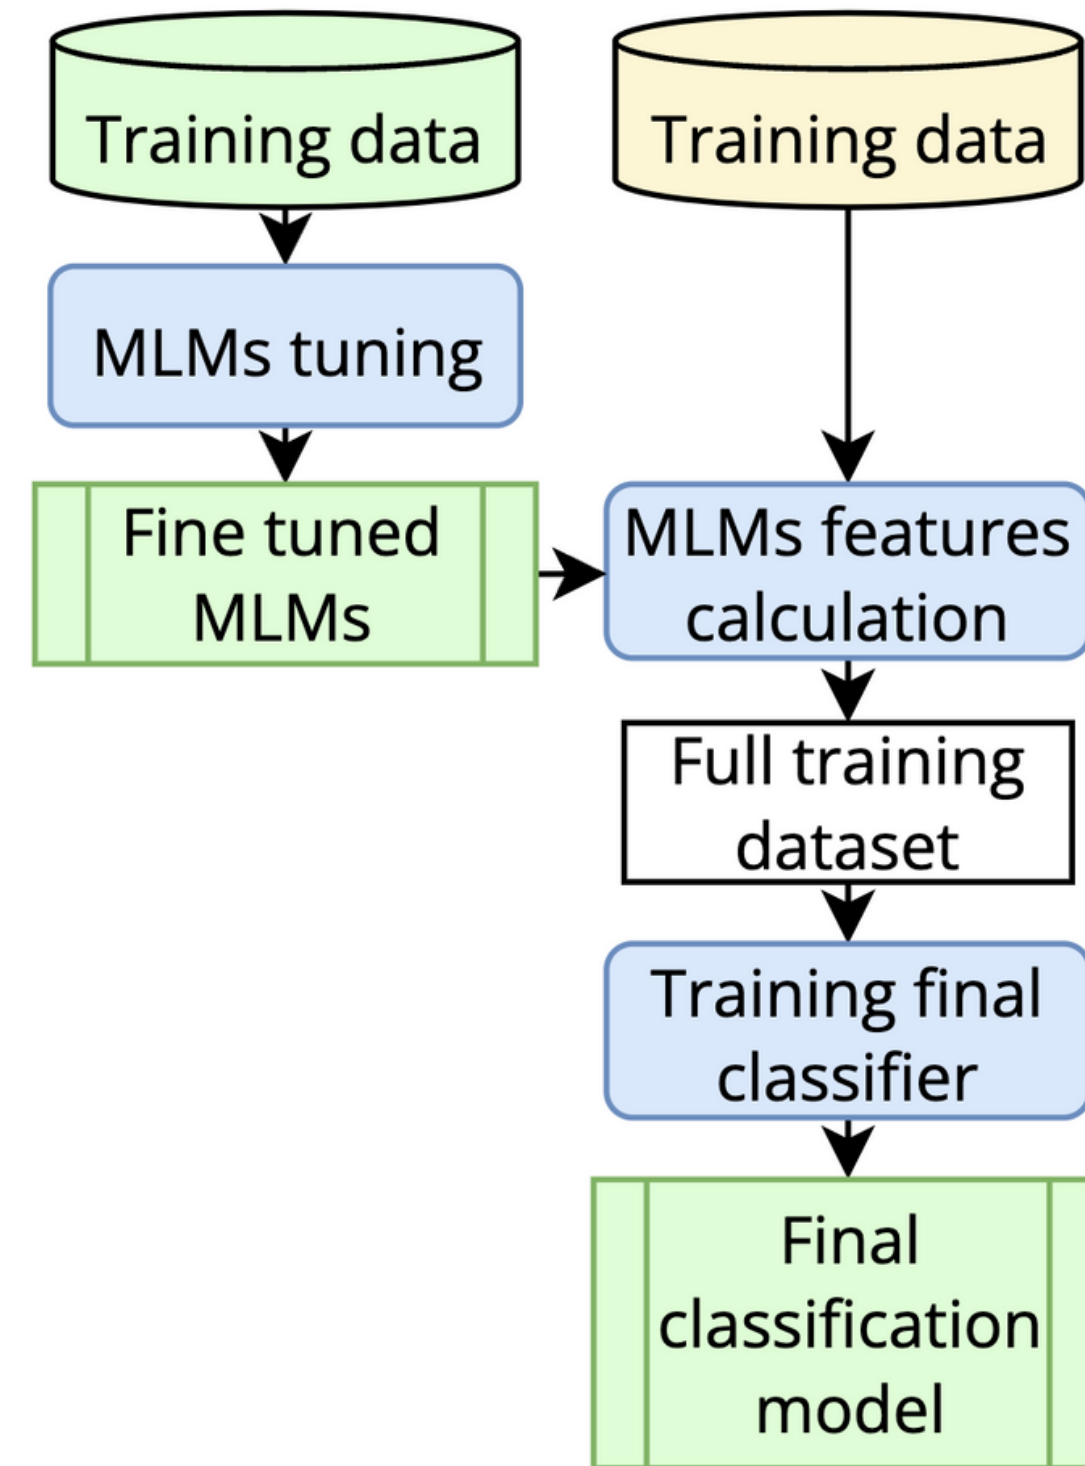 Training data
Training data
MLMs tuning
Fine tuned
MLMs
MLMs features
calculation
Full training
dataset
Training final
classifier
Final
classification
model